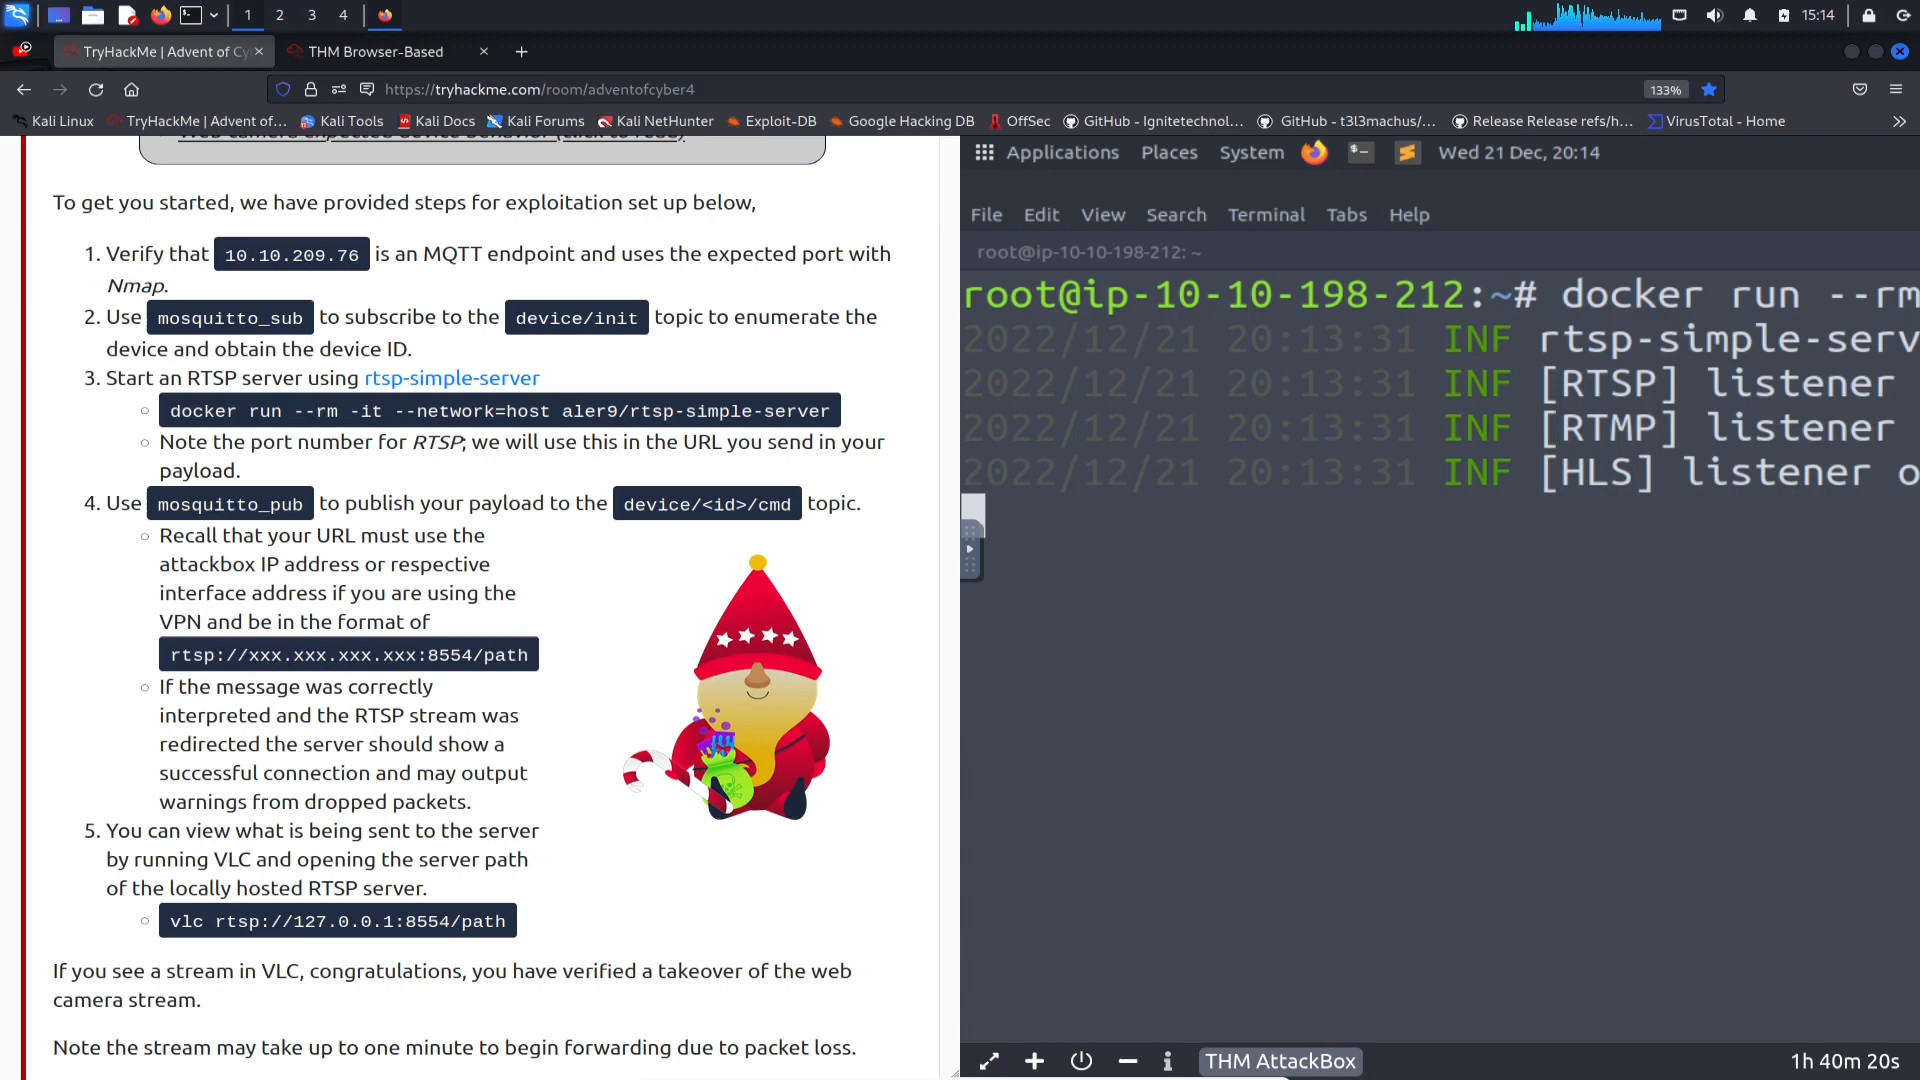 1
2
3
4
15:14
TryHackMe | Advent of Cy
THM Browser-Based
https://tryhackme.com/room/adventofcyber4
133%
Kali Linux
TryHackMe | Advent of...
Kali Tools
Kali Docs
Kali Forums
Kali NetHunter
Exploit-DB
Google Hacking DB
OffSec
GitHub - Ignitetechnol...
GitHub - t3l3machus/...
Release Release refs/h...
VirusTotal - Home
Web camera expected device behavior (click to read)
To get you started, we have provided steps for exploitation set up below,
1. Verify that 10.10.209.76 is an MQTT endpoint and uses the expected port with
Nmap.
2. Use mosquitto_sub to subscribe to the device/init topic to enumerate the
device and obtain the device ID.
3. Start an RTSP server using rtsp-simple-server
docker run --rm -it --network=host aler9/rtsp-simple-server
Note the port number for RTSP; we will use this in the URL you send in your
payload.
4. Use mosquitto_pub to publish your payload to the device/<id>/cmd topic.
Recall that your URL must use the
attackbox IP address or respective
interface address if you are using the
VPN and be in the format of
rtsp://xxx.xxx.xxx.xxx:8554/path
If the message was correctly
interpreted and the RTSP stream was
redirected the server should show a
successful connection and may output
warnings from dropped packets.
5. You can view what is being sent to the server
by running VLC and opening the server path
of the locally hosted RTSP server.
vlc rtsp://127.0.0.1:8554/path
If you see a stream in VLC, congratulations, you have verified a takeover of the web
camera stream.
Note the stream may take up to one minute to begin forwarding due to packet loss.
Applications Places System Wed 21 Dec, 20:14
File Edit View Search Terminal Tabs Help
root@ip-10-10-198-212: ~
root@ip-10-10-198-212:~# docker run --rm
2022/12/21 20:13:31 INF rtsp-simple-serv
2022/12/21 20:13:31 INF [RTSP] listener
2022/12/21 20:13:31 INF [RTMP] listener
2022/12/21 20:13:31 INF [HLS] listener o
THM AttackBox
1h 40m 20s